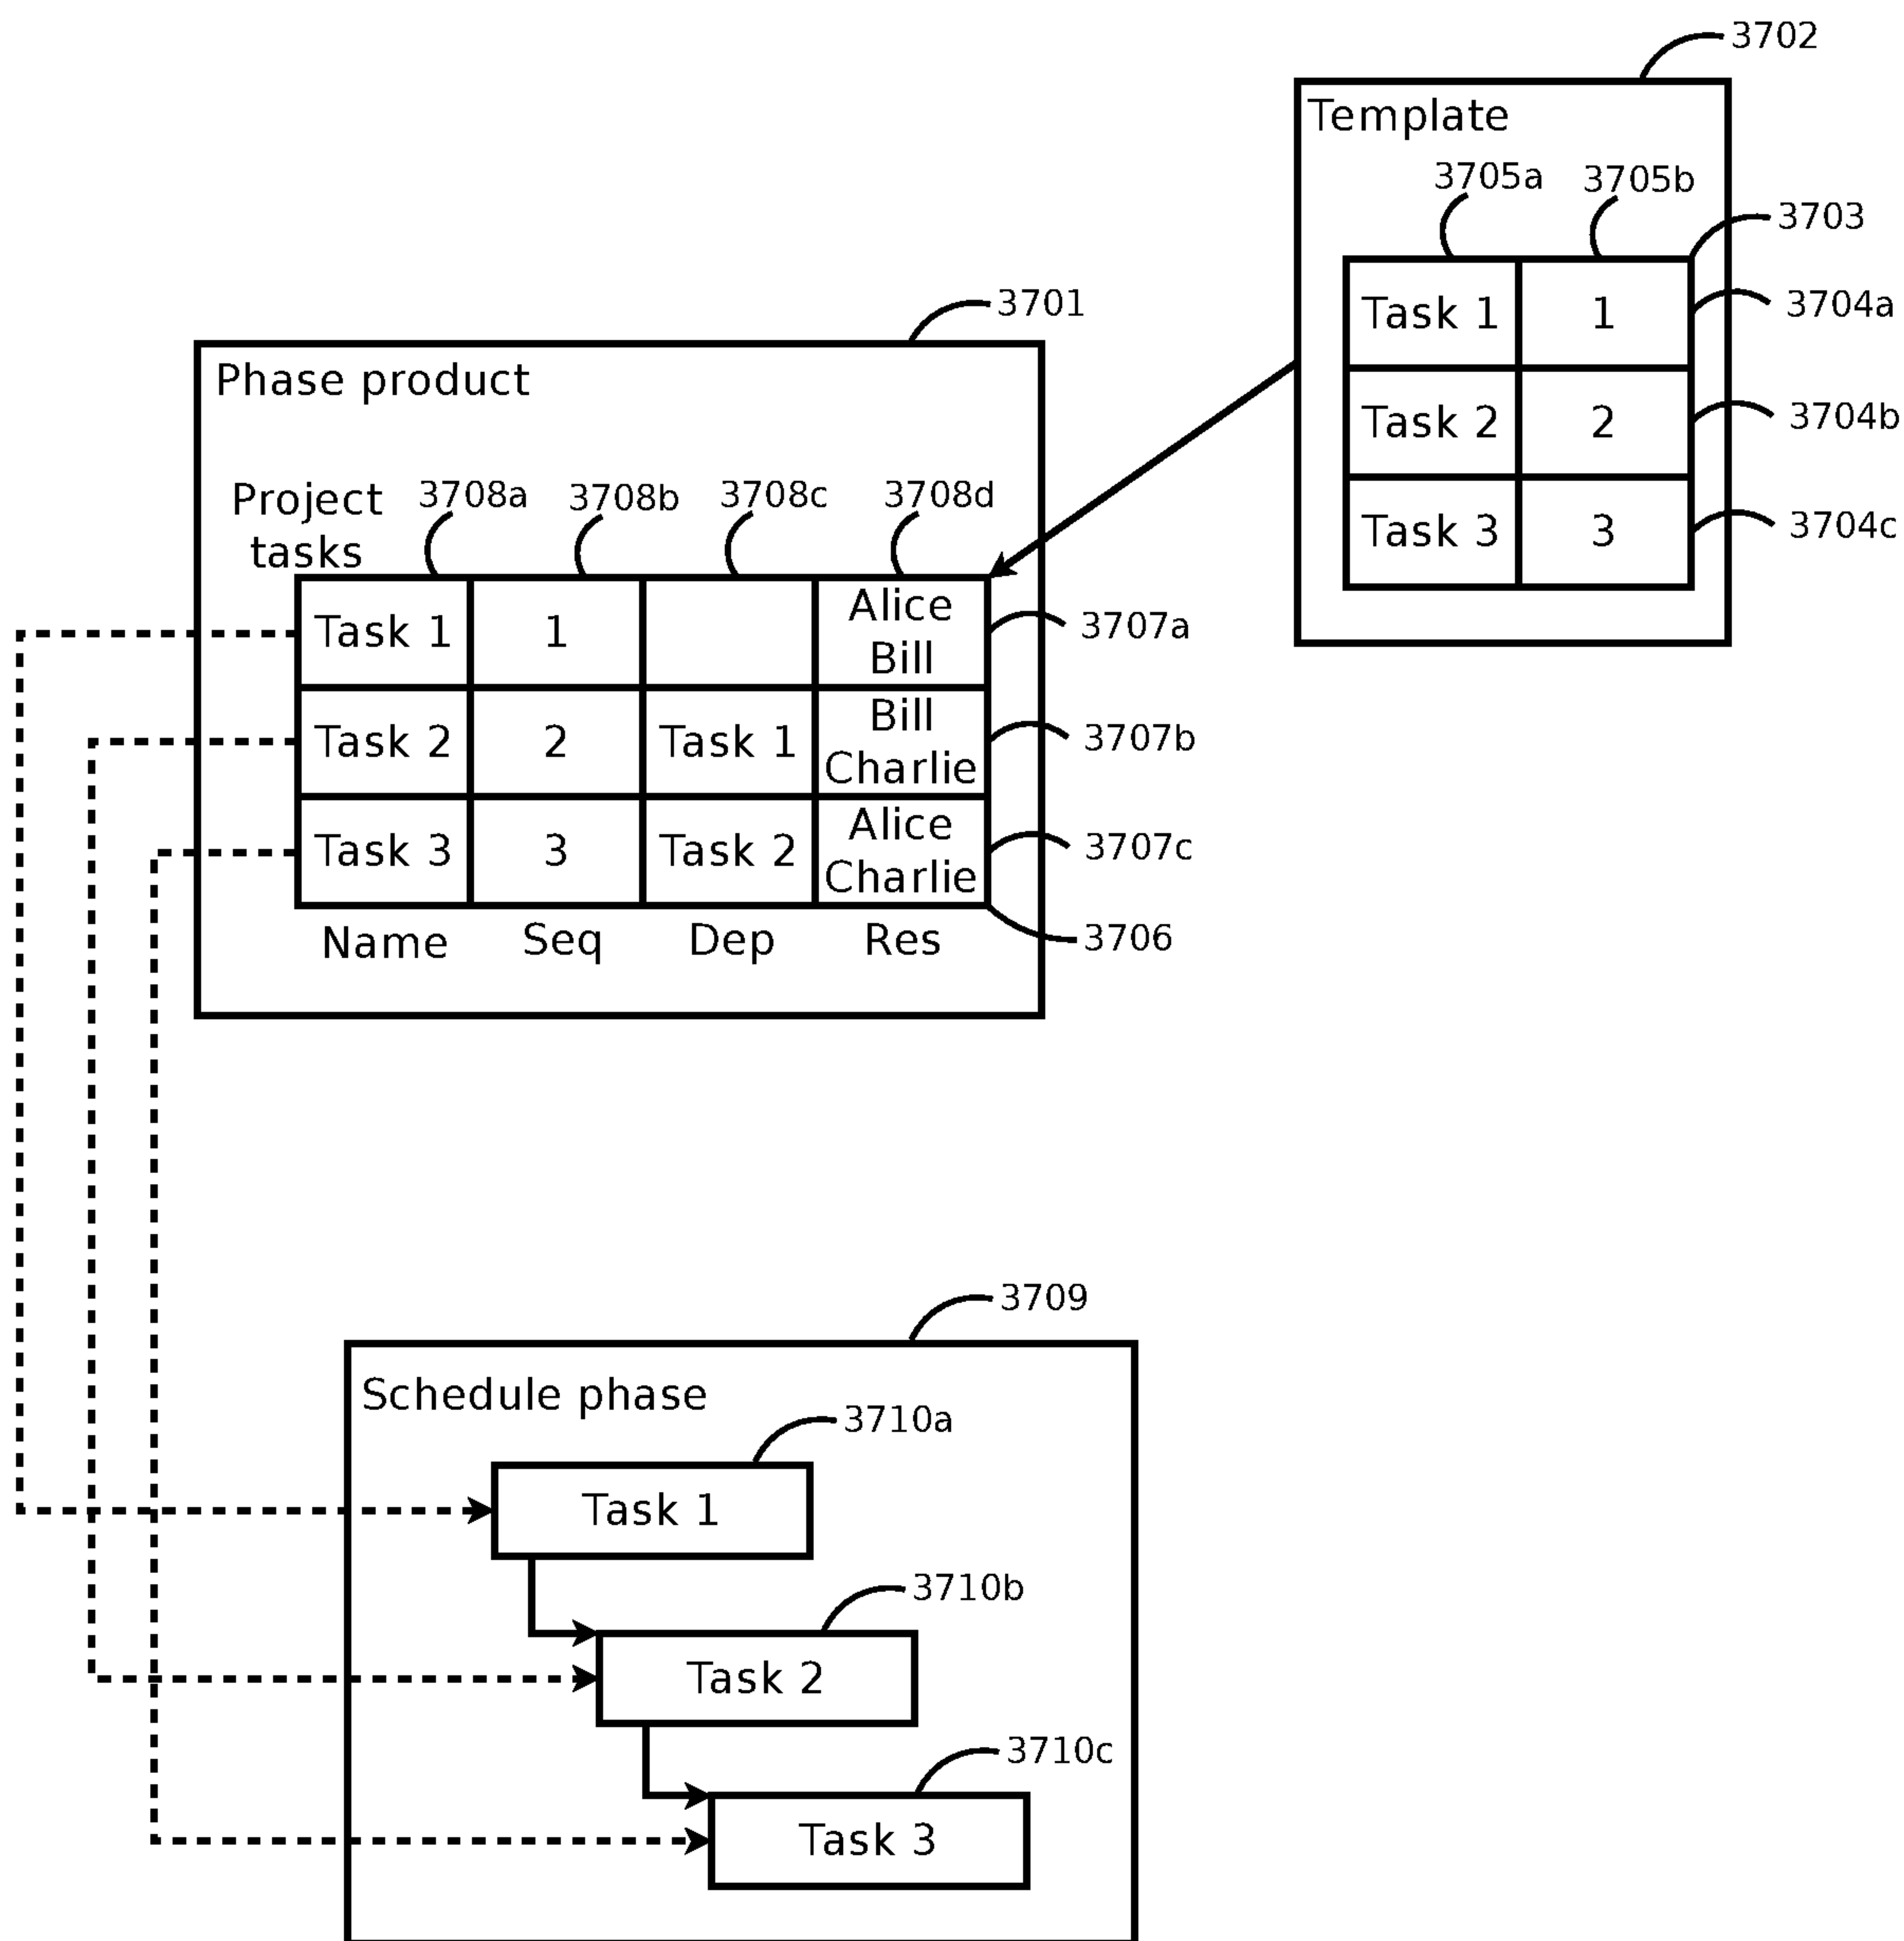 3702
Template
3705a 3705b
3703
Task 1 1 3704a
Task 2 2 3704b
Task 3 3 3704c
3701
Phase product
Project
tasks
3708a 3708b 3708c 3708d
Task 1 1 Alice
Bill
3707a
Task 2 2 Task 1 Bill
Charlie
3707b
Task 3 3 Task 2 Alice
Charlie
3707c
Name Seq Dep Res
3706
3709
Schedule phase
3710a
Task 1
3710b
Task 2
3710c
Task 3